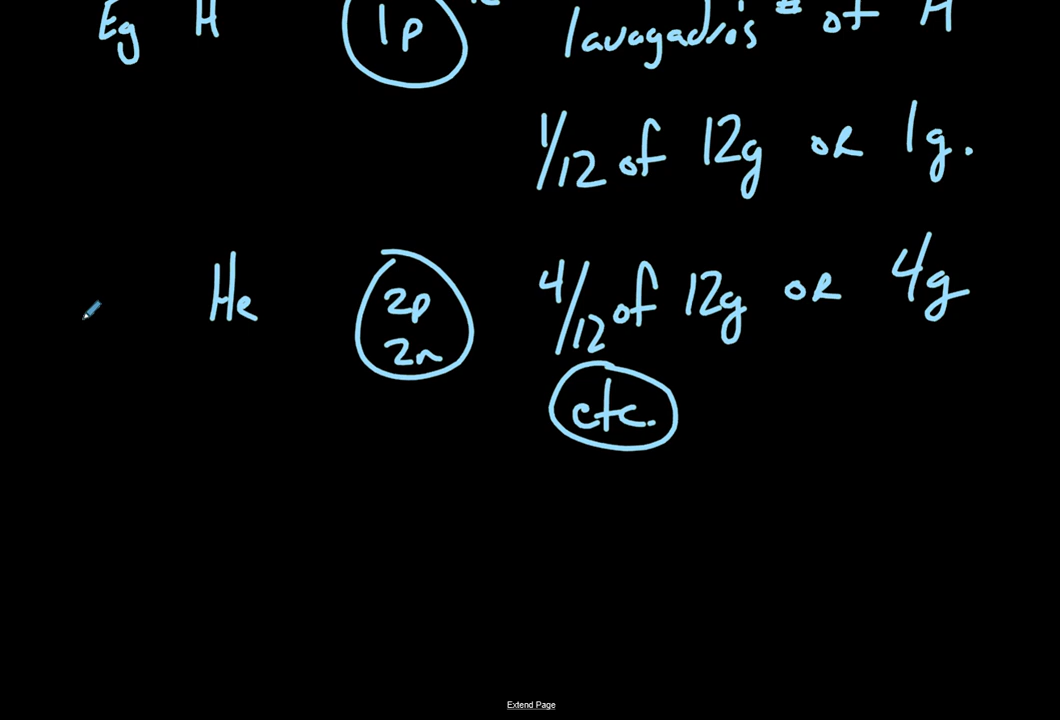 Eg H 1p 1 avagadro's # of H
1/12 of 12g or 1g.
He 2p 4/12 of 12g or 4g
2n
etc.
Extend Page